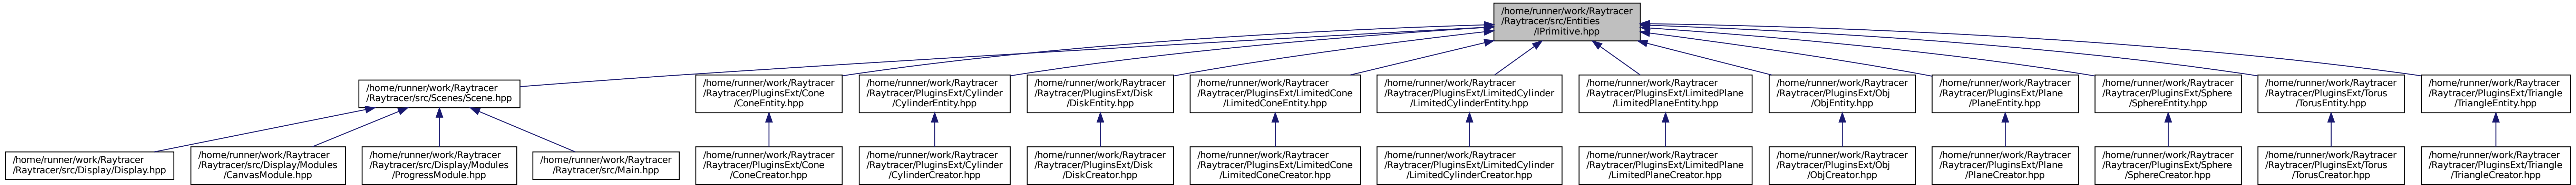 /home/runner/work/Raytracer
/Raytracer/src/Entities
/IPrimitive.hpp
/home/runner/work/Raytracer
/Raytracer/src/Scenes/Scene.hpp
/home/runner/work/Raytracer
/Raytracer/PluginsExt/Cone
/ConeEntity.hpp
/home/runner/work/Raytracer
/Raytracer/PluginsExt/Cylinder
/CylinderEntity.hpp
/home/runner/work/Raytracer
/Raytracer/PluginsExt/Disk
/DiskEntity.hpp
/home/runner/work/Raytracer
/Raytracer/PluginsExt/LimitedCone
/LimitedConeEntity.hpp
/home/runner/work/Raytracer
/Raytracer/PluginsExt/LimitedCylinder
/LimitedCylinderEntity.hpp
/home/runner/work/Raytracer
/Raytracer/PluginsExt/LimitedPlane
/LimitedPlaneEntity.hpp
/home/runner/work/Raytracer
/Raytracer/PluginsExt/Obj
/ObjEntity.hpp
/home/runner/work/Raytracer
/Raytracer/PluginsExt/Plane
/PlaneEntity.hpp
/home/runner/work/Raytracer
/Raytracer/PluginsExt/Sphere
/SphereEntity.hpp
/home/runner/work/Raytracer
/Raytracer/PluginsExt/Torus
/TorusEntity.hpp
/home/runner/work/Raytracer
/Raytracer/PluginsExt/Triangle
/TriangleEntity.hpp
/home/runner/work/Raytracer
/Raytracer/src/Display/Display.hpp
/home/runner/work/Raytracer
/Raytracer/src/Display/Modules
/CanvasModule.hpp
/home/runner/work/Raytracer
/Raytracer/src/Display/Modules
/ProgressModule.hpp
/home/runner/work/Raytracer
/Raytracer/src/Main.hpp
/home/runner/work/Raytracer
/Raytracer/PluginsExt/Cone
/ConeCreator.hpp
/home/runner/work/Raytracer
/Raytracer/PluginsExt/Cylinder
/CylinderCreator.hpp
/home/runner/work/Raytracer
/Raytracer/PluginsExt/Disk
/DiskCreator.hpp
/home/runner/work/Raytracer
/Raytracer/PluginsExt/LimitedCone
/LimitedConeCreator.hpp
/home/runner/work/Raytracer
/Raytracer/PluginsExt/LimitedCylinder
/LimitedCylinderCreator.hpp
/home/runner/work/Raytracer
/Raytracer/PluginsExt/LimitedPlane
/LimitedPlaneCreator.hpp
/home/runner/work/Raytracer
/Raytracer/PluginsExt/Obj
/ObjCreator.hpp
/home/runner/work/Raytracer
/Raytracer/PluginsExt/Plane
/PlaneCreator.hpp
/home/runner/work/Raytracer
/Raytracer/PluginsExt/Sphere
/SphereCreator.hpp
/home/runner/work/Raytracer
/Raytracer/PluginsExt/Torus
/TorusCreator.hpp
/home/runner/work/Raytracer
/Raytracer/PluginsExt/Triangle
/TriangleCreator.hpp